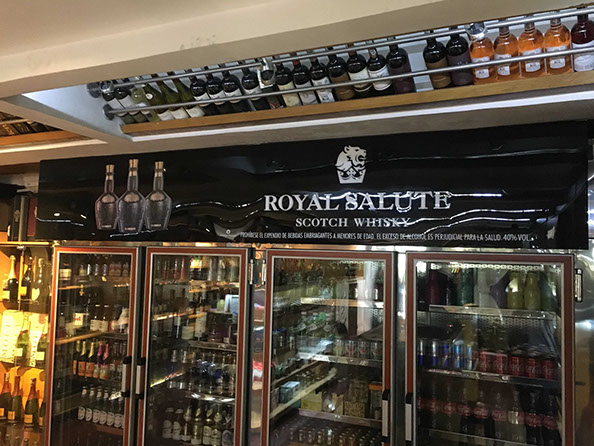 ROYAL SALUTE
SCOTCH WHISKY
PROHÍBESE EL EXPENDIO DE BEBIDAS EMBRIAGANTES A MENORES DE EDAD. EL EXCESO DE ALCOHOL ES PERJUDICIAL PARA LA SALUD. 40% VOL.